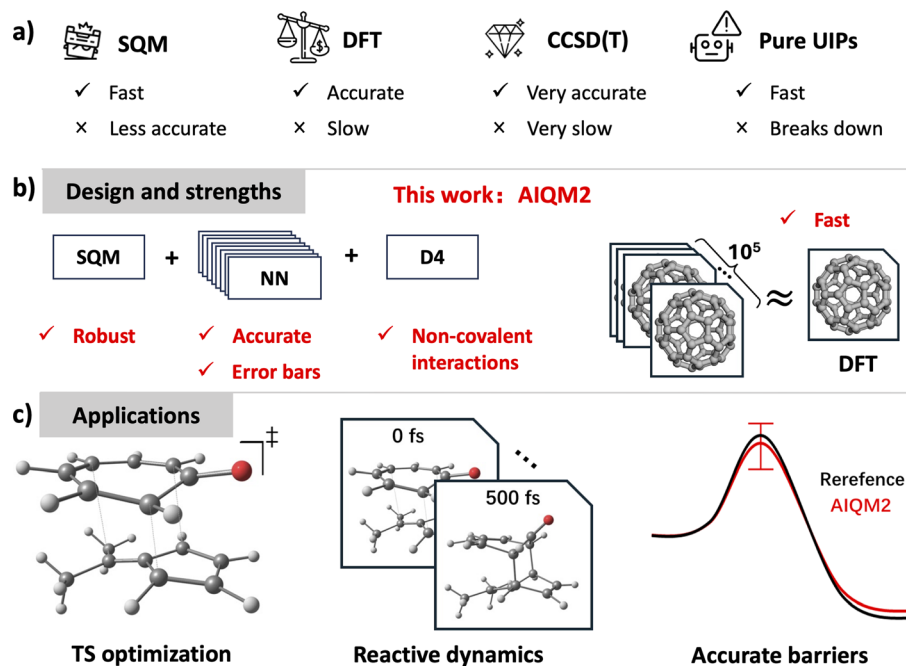 a)
SQM
DFT
CCSD(T)
Pure UIPs
✓ Fast
✓ Accurate
✓ Very accurate
✓ Fast
× Less accurate
× Slow
× Very slow
× Breaks down
$
b)
Design and strengths
This work: AIQM2
SQM + NN + D4
✓ Robust
✓ Accurate
✓ Error bars
✓ Non-covalent
interactions
✓ Fast
10⁵
≈
DFT
c)
Applications
‡
0 fs
500 fs
Rerefence
AIQM2
TS optimization
Reactive dynamics
Accurate barriers